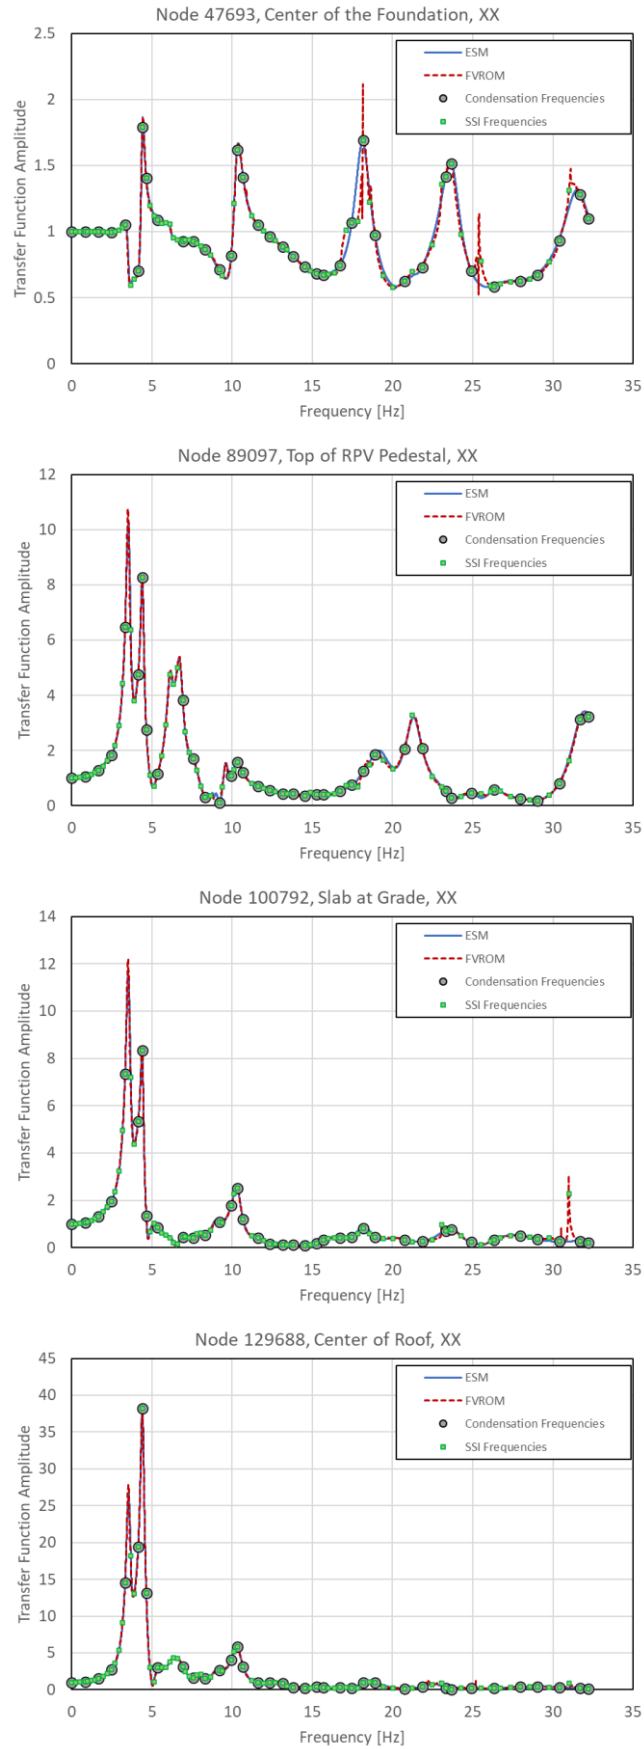 Node 47693, Center of the Foundation, XX
2.5
2
1.5
1
0.5
0
Transfer Function Amplitude
ESM
FVROM
Condensation Frequencies
SSI Frequencies
0 5 10 15 20 25 30 35
Frequency [Hz]
Node 89097, Top of RPV Pedestal, XX
12
10
8
6
4
2
0
Transfer Function Amplitude
ESM
FVROM
Condensation Frequencies
SSI Frequencies
0 5 10 15 20 25 30 35
Frequency [Hz]
Node 100792, Slab at Grade, XX
14
12
10
8
6
4
2
0
Transfer Function Amplitude
ESM
FVROM
Condensation Frequencies
SSI Frequencies
0 5 10 15 20 25 30 35
Frequency [Hz]
Node 129688, Center of Roof, XX
45
40
35
30
25
20
15
10
5
0
Transfer Function Amplitude
ESM
FVROM
Condensation Frequencies
SSI Frequencies
0 5 10 15 20 25 30 35
Frequency [Hz]